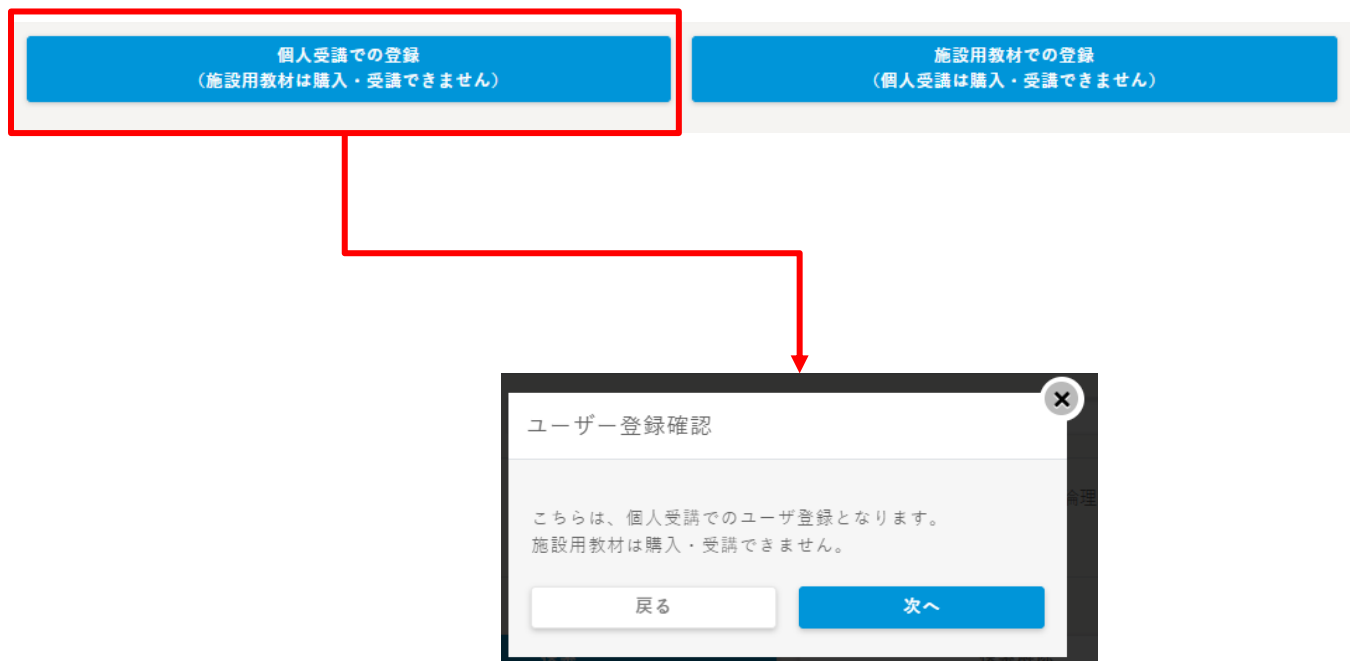 個人受講での登録
（施設用教材は購入・受講できません）
施設用教材での登録
（個人受講は購入・受講できません）
ユーザー登録確認
こちらは、個人受講でのユーザ登録となります。
施設用教材は購入・受講できません。
戻る
次へ